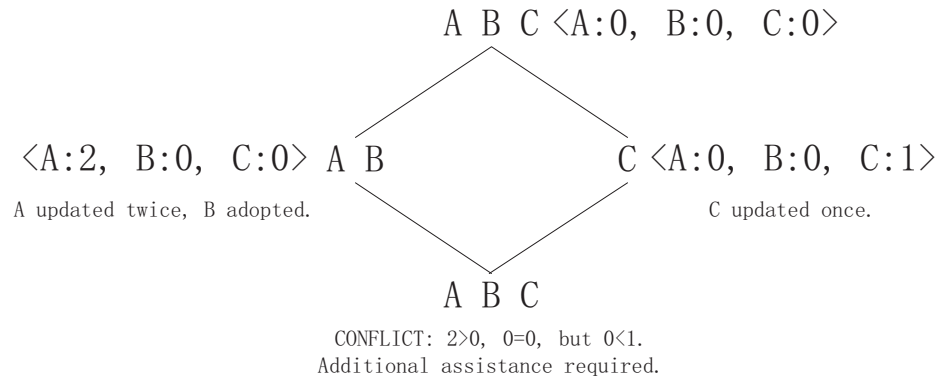 A B C <A:0, B:0, C:0>
<A:2, B:0, C:0> A B
C <A:0, B:0, C:1>
A updated twice, B adopted.
C updated once.
A B C
CONFLICT: 2>0, 0=0, but 0<1.
Additional assistance required.